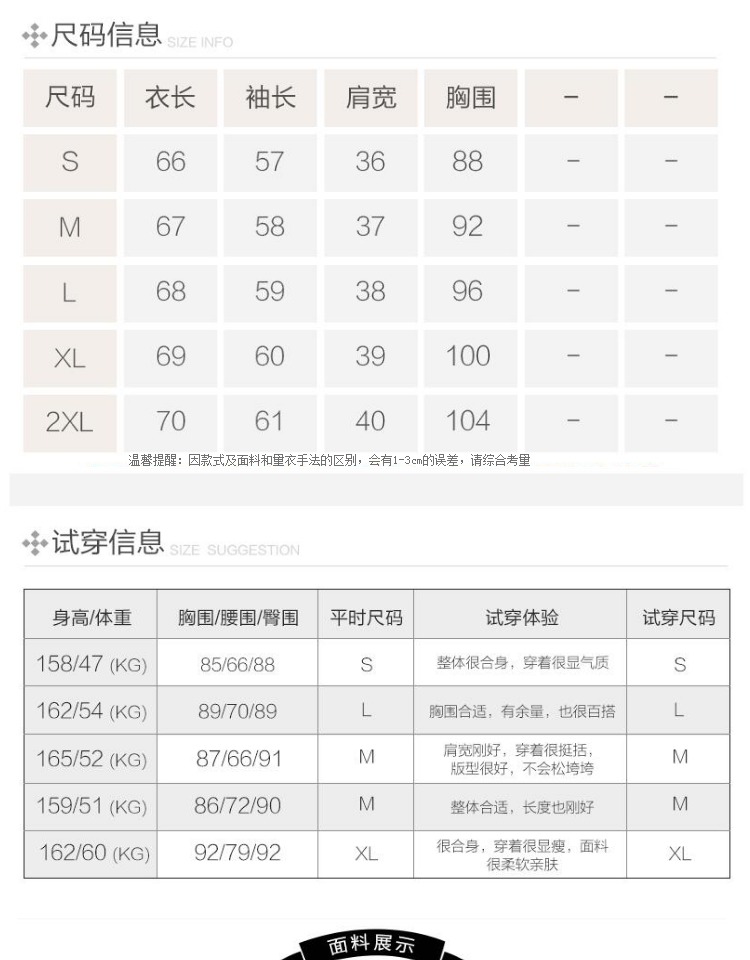 尺码信息 SIZE INFO
尺码 衣长 袖长 肩宽 胸围 – –
S 66 57 36 88 – –
M 67 58 37 92 – –
L 68 59 38 96 – –
XL 69 60 39 100 – –
2XL 70 61 40 104 – –
温馨提醒：因款式及面料和量衣手法的区别，会有1-3cm的误差，请综合考量
试穿信息 SIZE SUGGESTION
身高/体重 胸围/腰围/臀围 平时尺码 试穿体验 试穿尺码
158/47 (KG) 85/66/88 S 整体很合身，穿着很显气质 S
162/54 (KG) 89/70/89 L 胸围合适，有余量，也很百搭 L
165/52 (KG) 87/66/91 M 肩宽刚好，穿着很挺括， M
版型很好，不会松垮垮
159/51 (KG) 86/72/90 M 整体合适，长度也刚好 M
162/60 (KG) 92/79/92 XL 很合身，穿着很显瘦，面料 XL
很柔软亲肤
面料展示